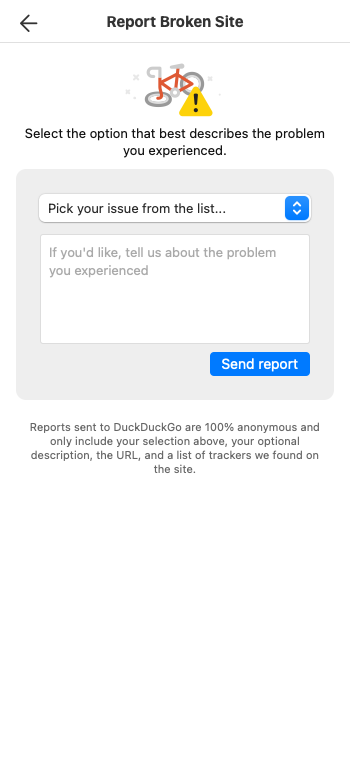 Report Broken Site
Select the option that best describes the problem
you experienced.
Pick your issue from the list...
If you'd like, tell us about the problem
you experienced
Send report
Reports sent to DuckDuckGo are 100% anonymous and
only include your selection above, your optional
description, the URL, and a list of trackers we found on
the site.